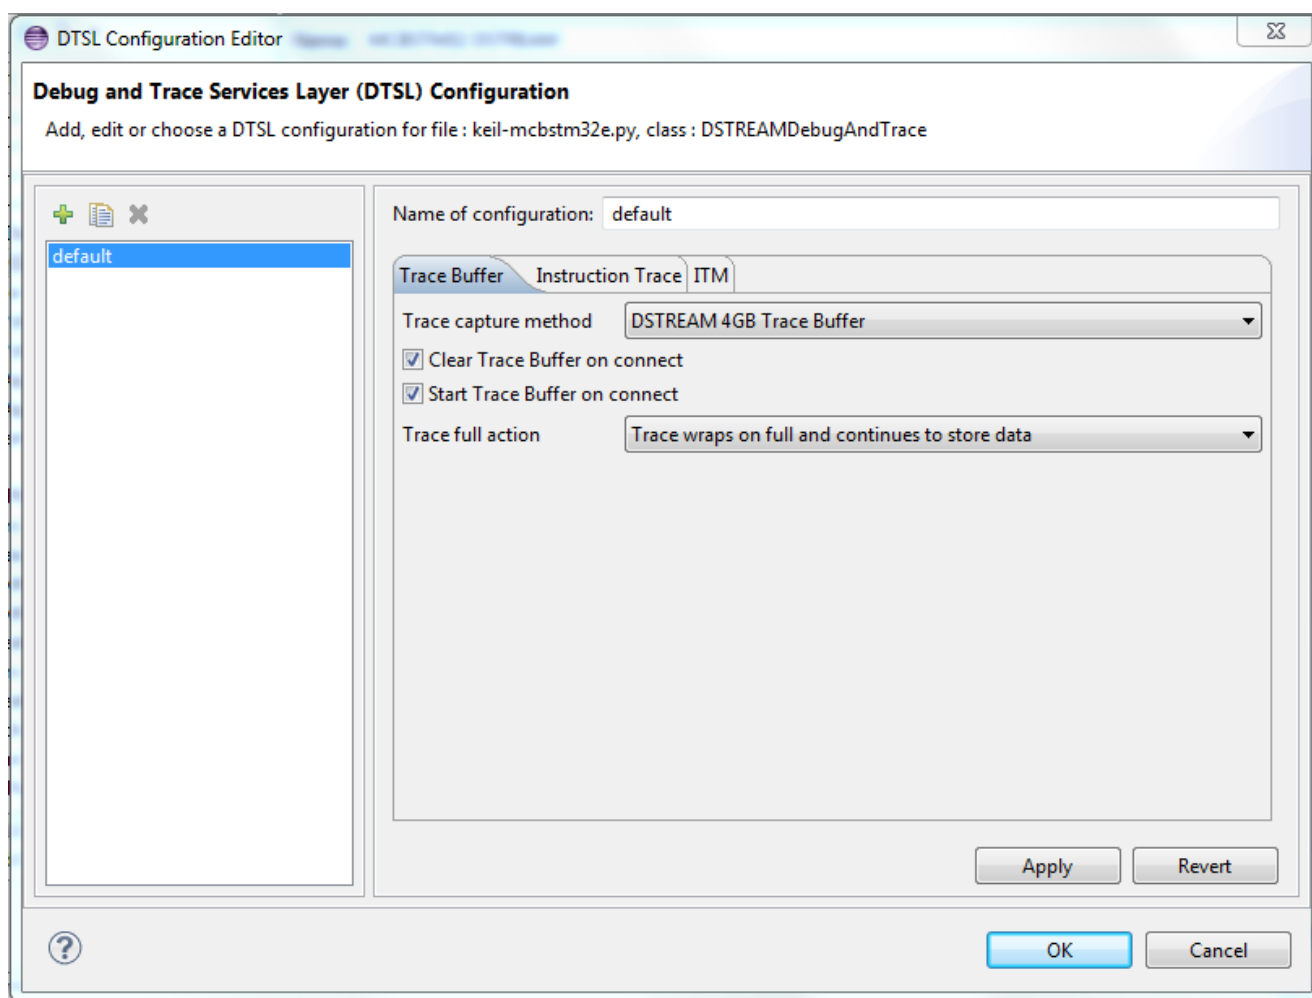 DTSL Configuration Editor
Debug and Trace Services Layer (DTSL) Configuration
Add, edit or choose a DTSL configuration for file : keil-mcbstm32e.py, class : DSTREAMDebugAndTrace
default
Name of configuration: default
Trace Buffer Instruction Trace ITM
Trace capture method DSTREAM 4GB Trace Buffer
Clear Trace Buffer on connect
Start Trace Buffer on connect
Trace full action Trace wraps on full and continues to store data
Apply Revert
? OK Cancel